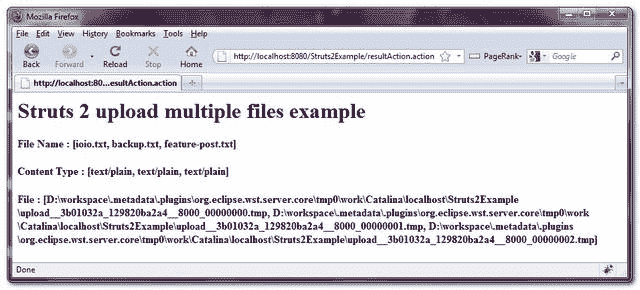 Mozilla Firefox
File Edit View History Bookmarks Tools Help
Back Forward Reload Stop Home http://localhost:8080/Struts2Example/resultAction.action PageRank Google
http://localhost:80...esultAction.action
Struts 2 upload multiple files example
File Name : [ioio.txt, backup.txt, feature-post.txt]
Content Type : [text/plain, text/plain, text/plain]
File : [D:\workspace\.metadata\.plugins\org.eclipse.wst.server.core\tmp0\work\Catalina\localhost\Struts2Example
\upload__3b01032a_129820ba2a4__8000_00000000.tmp, D:\workspace\.metadata\.plugins\org.eclipse.wst.server.core\tmp0\work
\Catalina\localhost\Struts2Example\upload__3b01032a_129820ba2a4__8000_00000001.tmp, D:\workspace\.metadata\.plugins
\org.eclipse.wst.server.core\tmp0\work\Catalina\localhost\Struts2Example\upload__3b01032a_129820ba2a4__8000_00000002.tmp]
Done